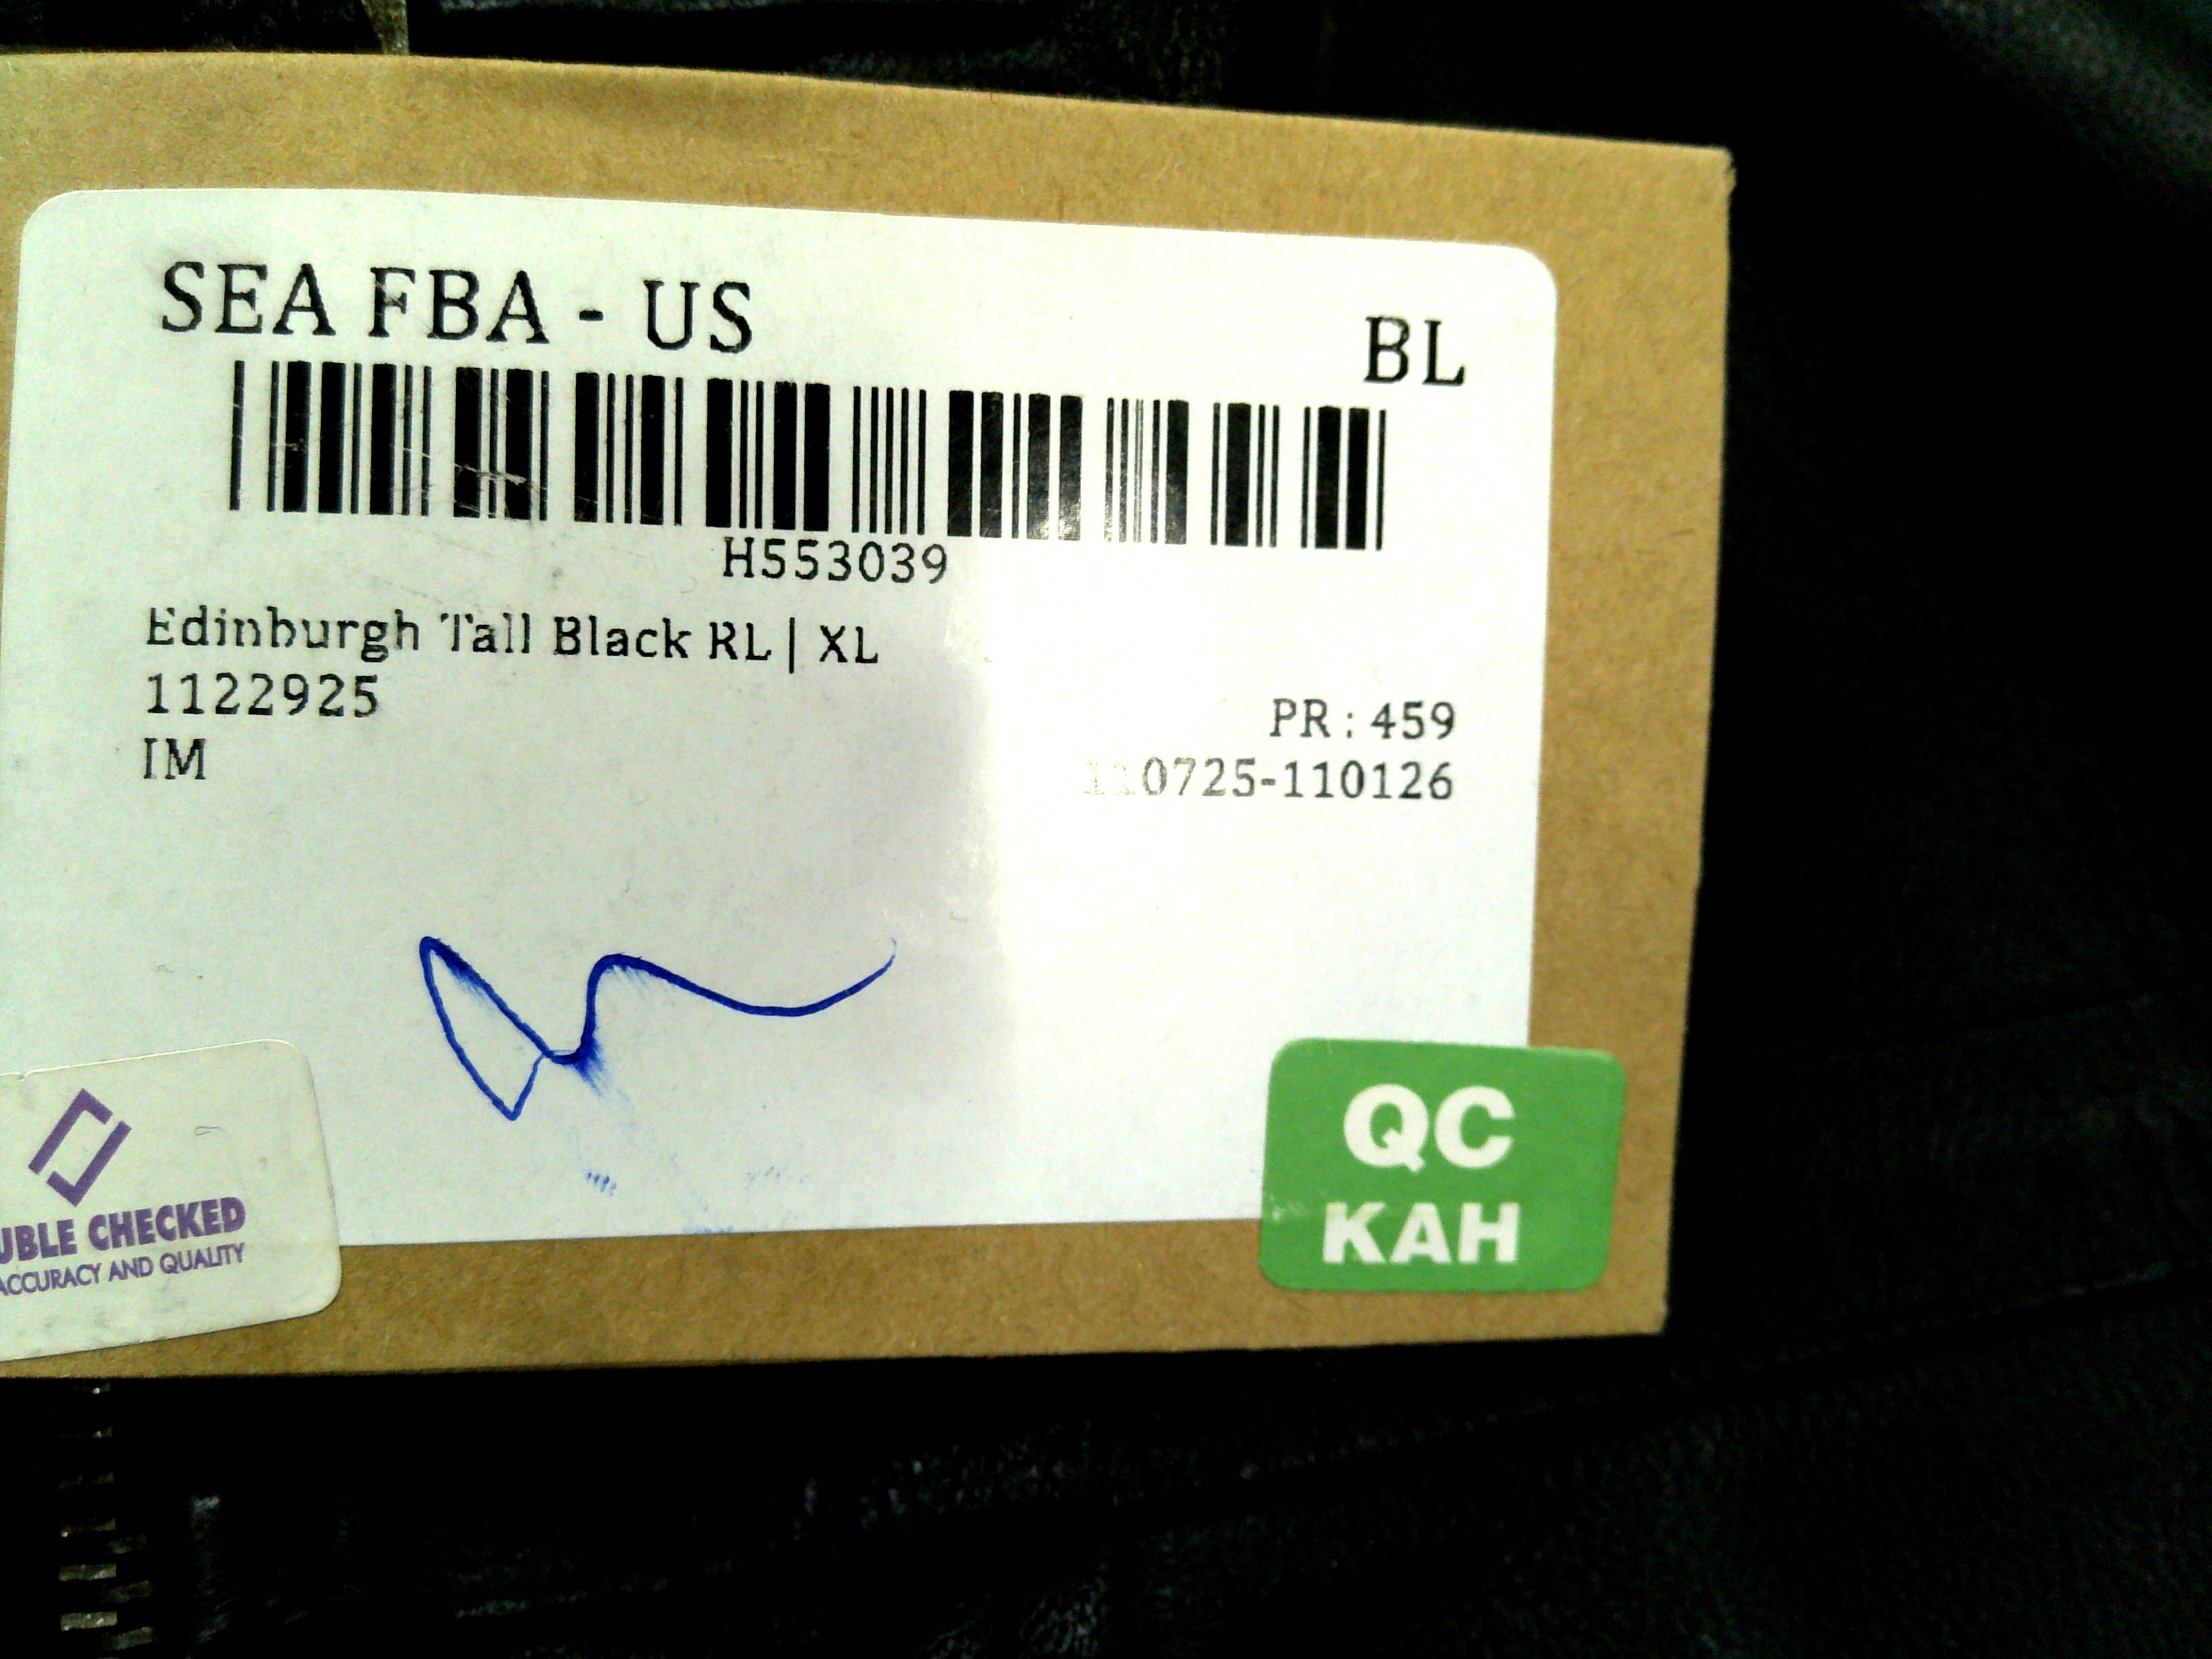 SEA FBA - US
BL
H553039
Edinburgh Tall Black RL | XL
1122925
PR : 459
IM
110725-110126
QC
KAH
UBLE CHECKED
ACCURACY AND QUALITY